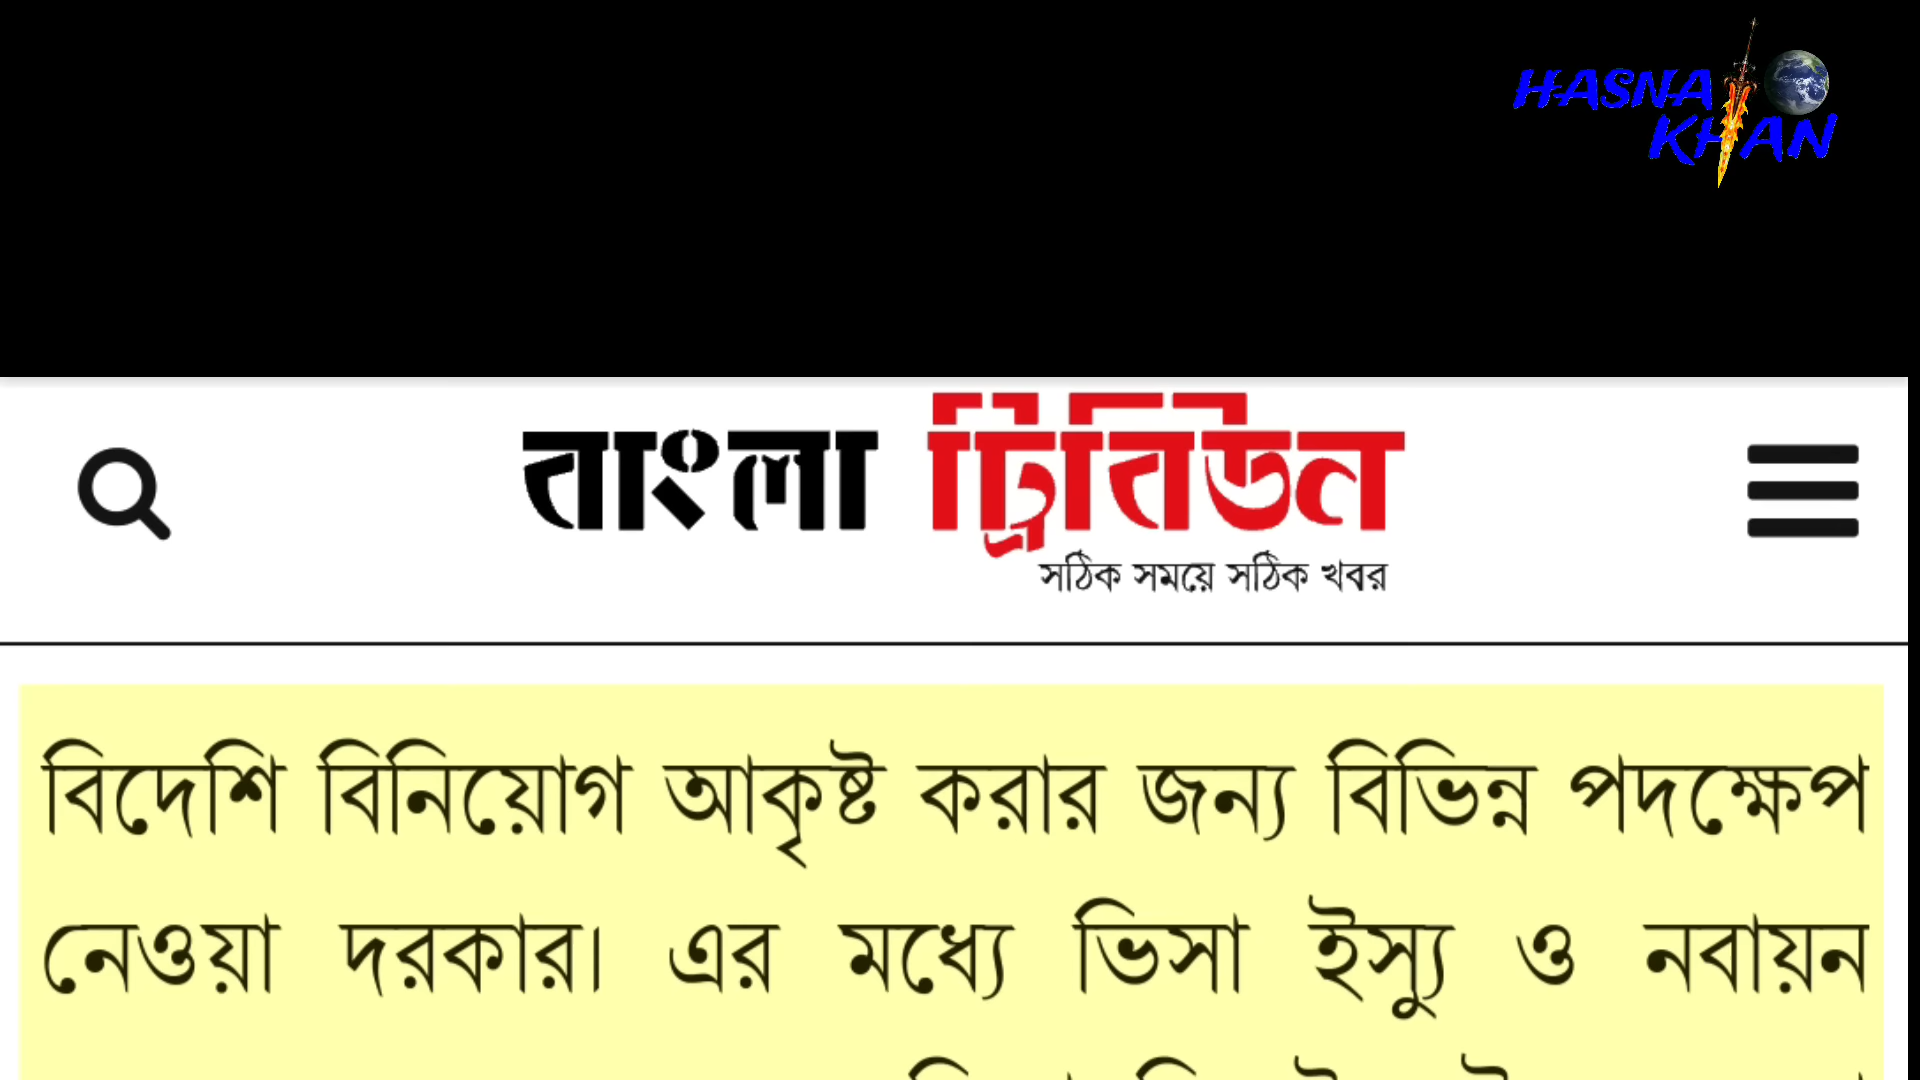 HASNA
KHAN
বাংলা ট্রিবিউন
সঠিক সময়ে সঠিক খবর
বিদেশি বিনিয়োগ আকৃষ্ট করার জন্য বিভিন্ন পদক্ষেপ
নেওয়া দরকার। এর মধ্যে ভিসা ইস্যু ও নবায়ন